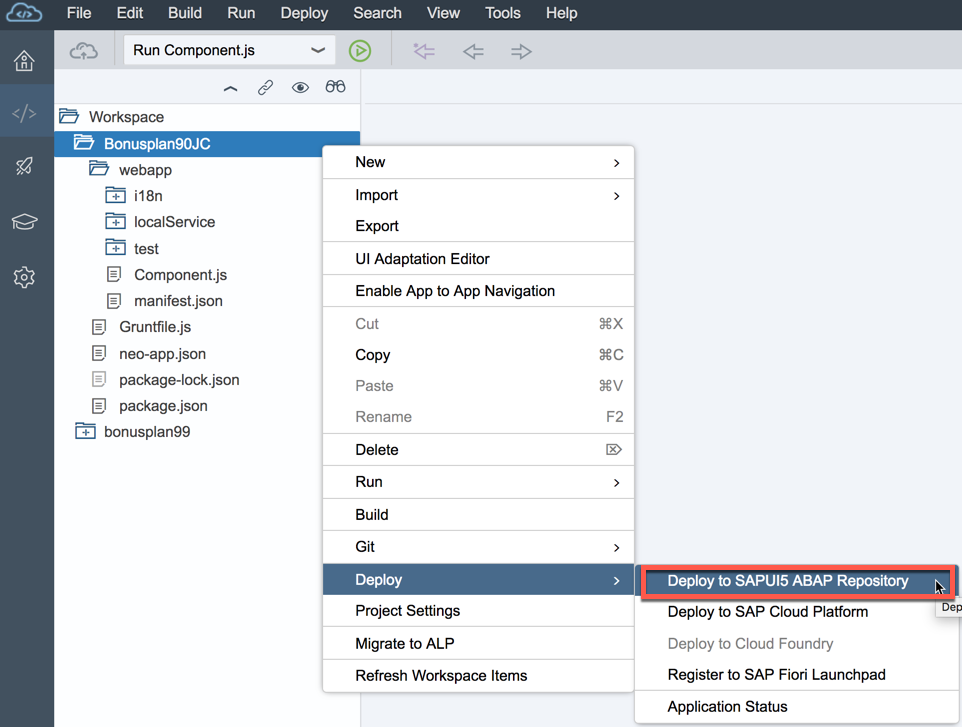 File Edit Build Run Deploy Search View Tools Help
Run Component.js
Workspace
Bonusplan90JC
webapp
i18n
localService
test
Component.js
manifest.json
Gruntfile.js
neo-app.json
package-lock.json
package.json
bonusplan99
New
Import
Export
UI Adaptation Editor
Enable App to App Navigation
Cut ⌘X
Copy ⌘C
Paste ⌘V
Rename F2
Delete ⌦
Run
Build
Git
Deploy
Project Settings
Migrate to ALP
Refresh Workspace Items
Deploy to SAPUI5 ABAP Repository
Dep
Deploy to SAP Cloud Platform
Deploy to Cloud Foundry
Register to SAP Fiori Launchpad
Application Status